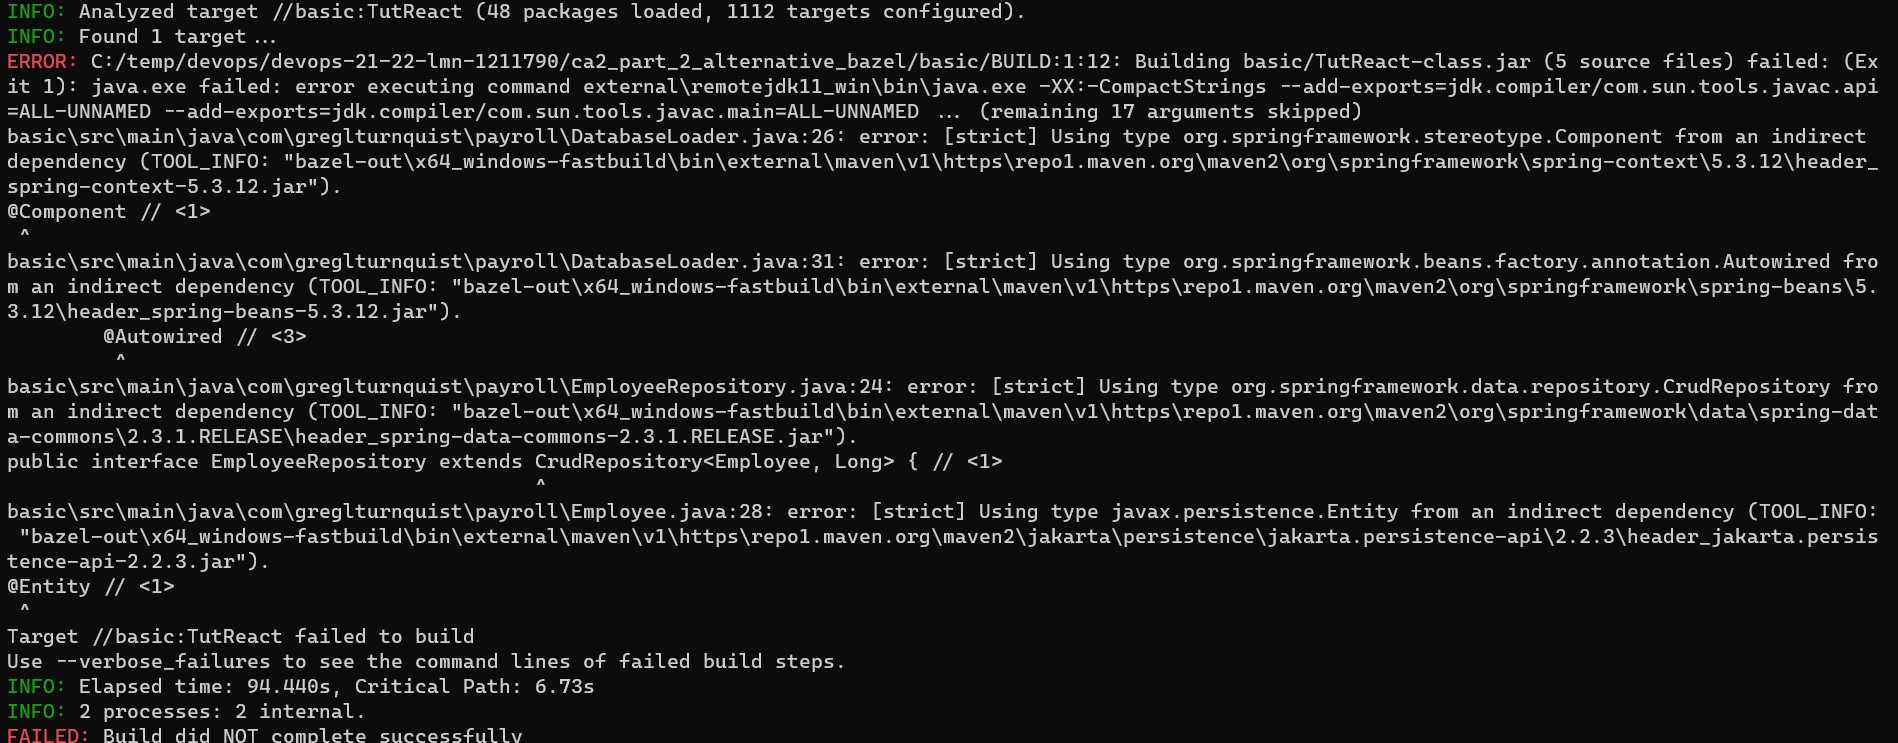 INFO: Analyzed target //basic:TutReact (48 packages loaded, 1112 targets configured).
INFO: Found 1 target...
ERROR: C:/temp/devops/devops-21-22-lmn-1211790/ca2_part_2_alternative_bazel/basic/BUILD:1:12: Building basic/TutReact-class.jar (5 source files) failed: (Ex
it 1): java.exe failed: error executing command external\remotejdk11_win\bin\java.exe -XX:-CompactStrings --add-exports=jdk.compiler/com.sun.tools.javac.api
=ALL-UNNAMED --add-exports=jdk.compiler/com.sun.tools.javac.main=ALL-UNNAMED ... (remaining 17 arguments skipped)
basic\src\main\java\com\greglturnquist\payroll\DatabaseLoader.java:26: error: [strict] Using type org.springframework.stereotype.Component from an indirect
dependency (TOOL_INFO: "bazel-out\x64_windows-fastbuild\bin\external\maven\v1\https\repo1.maven.org\maven2\org\springframework\spring-context\5.3.12\header_
spring-context-5.3.12.jar").
@Component // <1>
^
basic\src\main\java\com\greglturnquist\payroll\DatabaseLoader.java:31: error: [strict] Using type org.springframework.beans.factory.annotation.Autowired fro
m an indirect dependency (TOOL_INFO: "bazel-out\x64_windows-fastbuild\bin\external\maven\v1\https\repo1.maven.org\maven2\org\springframework\spring-beans\5.
3.12\header_spring-beans-5.3.12.jar").
@Autowired // <3>
^
basic\src\main\java\com\greglturnquist\payroll\EmployeeRepository.java:24: error: [strict] Using type org.springframework.data.repository.CrudRepository fro
m an indirect dependency (TOOL_INFO: "bazel-out\x64_windows-fastbuild\bin\external\maven\v1\https\repo1.maven.org\maven2\org\springframework\data\spring-dat
a-commons\2.3.1.RELEASE\header_spring-data-commons-2.3.1.RELEASE.jar").
public interface EmployeeRepository extends CrudRepository<Employee, Long> { // <1>
^
basic\src\main\java\com\greglturnquist\payroll\Employee.java:28: error: [strict] Using type javax.persistence.Entity from an indirect dependency (TOOL_INFO:
"bazel-out\x64_windows-fastbuild\bin\external\maven\v1\https\repo1.maven.org\maven2\jakarta\persistence\jakarta.persistence-api\2.2.3\header_jakarta.persis
tence-api-2.2.3.jar").
@Entity // <1>
^
Target //basic:TutReact failed to build
Use --verbose_failures to see the command lines of failed build steps.
INFO: Elapsed time: 94.440s, Critical Path: 6.73s
INFO: 2 processes: 2 internal.
FAILED: Build did NOT complete successfully